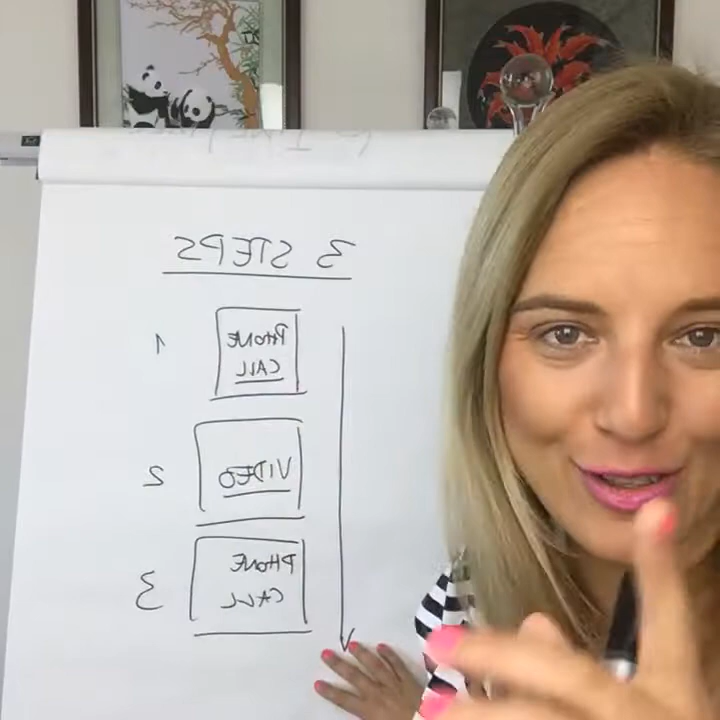 3 STEPS
1
PHONE
CALL
2
VIDEO
3
PHONE
CALL